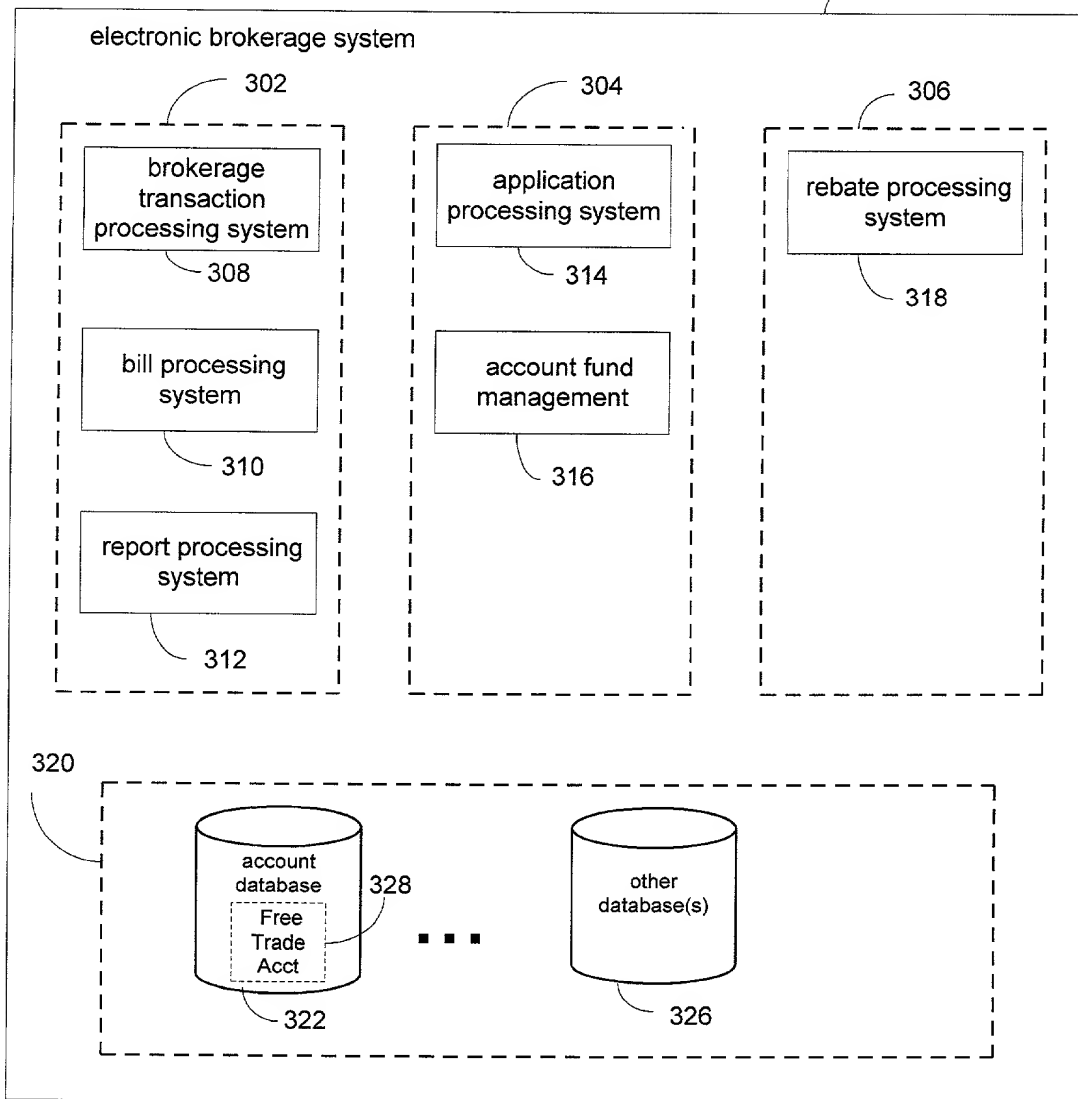 electronic brokerage system
302
304
306
brokerage
transaction
processing system
308
application
processing system
314
rebate processing
system
318
bill processing
system
310
account fund
management
316
report processing
system
312
320
account
database
328
Free
Trade
Acct
322
other
database(s)
326